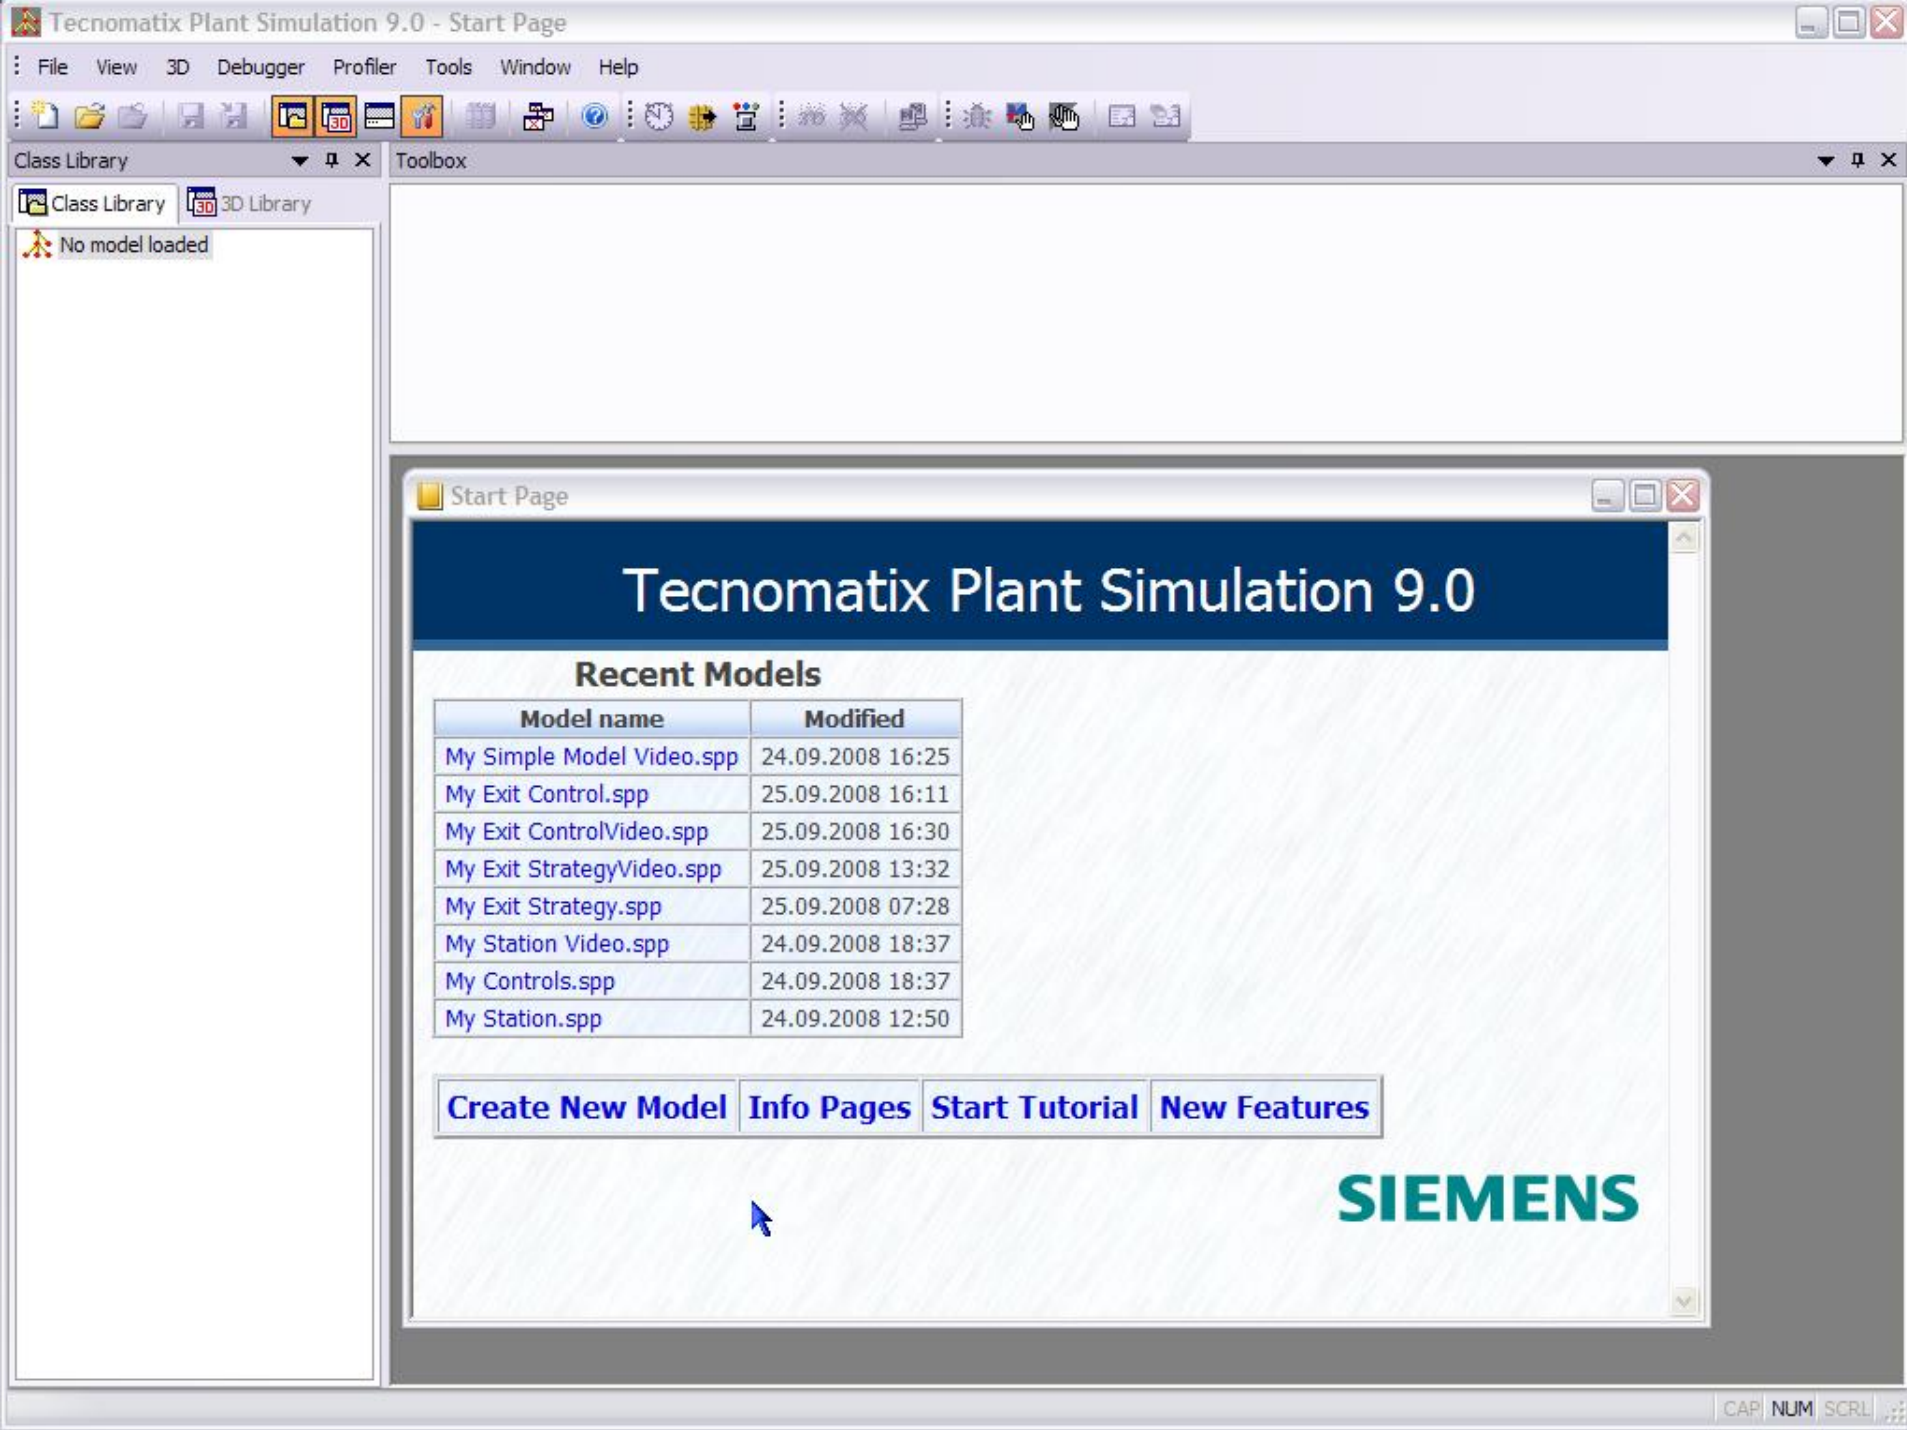 Tecnomatix Plant Simulation 9.0 - Start Page
File View 3D Debugger Profiler Tools Window Help
Class Library
Toolbox
Class Library 3D Library
No model loaded
Start Page
Tecnomatix Plant Simulation 9.0
Recent Models
Model name Modified
My Simple Model Video.spp 24.09.2008 16:25
My Exit Control.spp 25.09.2008 16:11
My Exit ControlVideo.spp 25.09.2008 16:30
My Exit StrategyVideo.spp 25.09.2008 13:32
My Exit Strategy.spp 25.09.2008 07:28
My Station Video.spp 24.09.2008 18:37
My Controls.spp 24.09.2008 18:37
My Station.spp 24.09.2008 12:50
Create New Model Info Pages Start Tutorial New Features
SIEMENS
CAP NUM SCRL